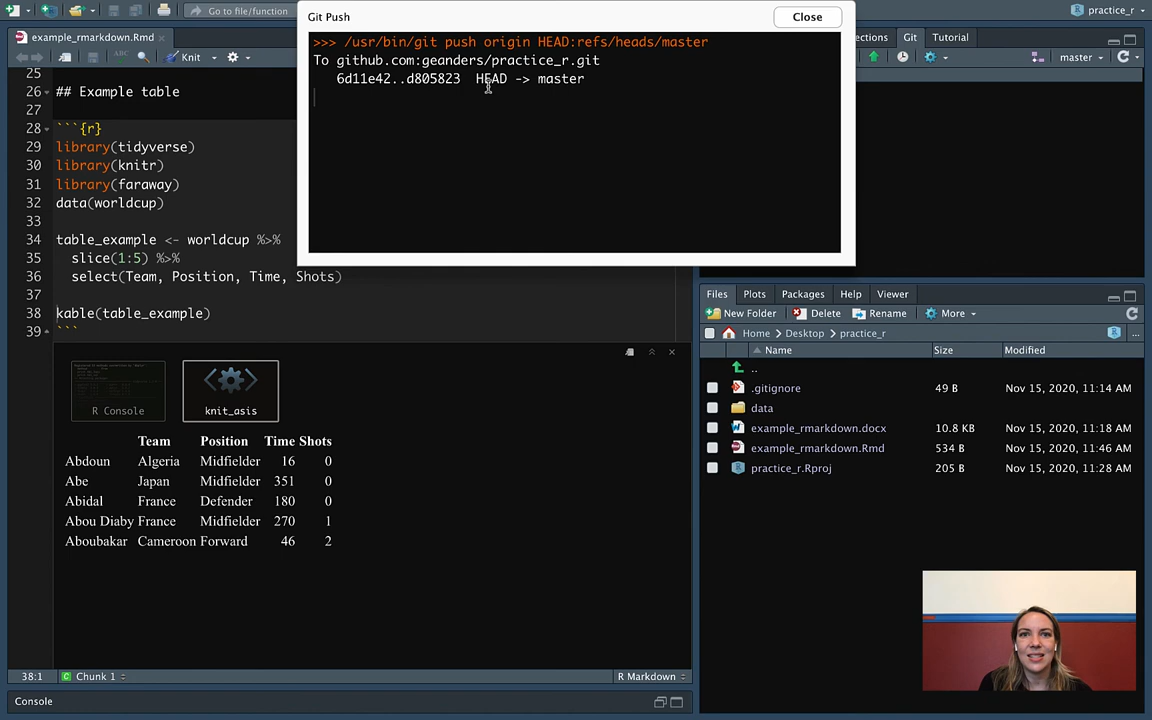 Go to file/function
practice_r
Git Push
Close
example_rmarkdown.Rmd
Knit
ections
Git
Tutorial
master
>>> /usr/bin/git push origin HEAD:refs/heads/master
To github.com:geanders/practice_r.git
6d11e42..d805823 HEAD -> master
25
26 ## Example table
27
28 ```{r}
29 library(tidyverse)
30 library(knitr)
31 library(faraway)
32 data(worldcup)
33
34 table_example <- worldcup %>%
35 slice(1:5) %>%
36 select(Team, Position, Time, Shots)
37
38 kable(table_example)
39 ```
R Console
knit_asis
Team Position Time Shots
Abdoun Algeria Midfielder 16 0
Abe Japan Midfielder 351 0
Abidal France Defender 180 0
Abou Diaby France Midfielder 270 1
Aboubakar Cameroon Forward 46 2
38:1
Chunk 1
R Markdown
Console
Files Plots Packages Help Viewer
New Folder Delete Rename More
Home Desktop practice_r
...
Name Size Modified
..
.gitignore 49 B Nov 15, 2020, 11:14 AM
data
example_rmarkdown.docx 10.8 KB Nov 15, 2020, 11:18 AM
example_rmarkdown.Rmd 534 B Nov 15, 2020, 11:46 AM
practice_r.Rproj 205 B Nov 15, 2020, 11:28 AM